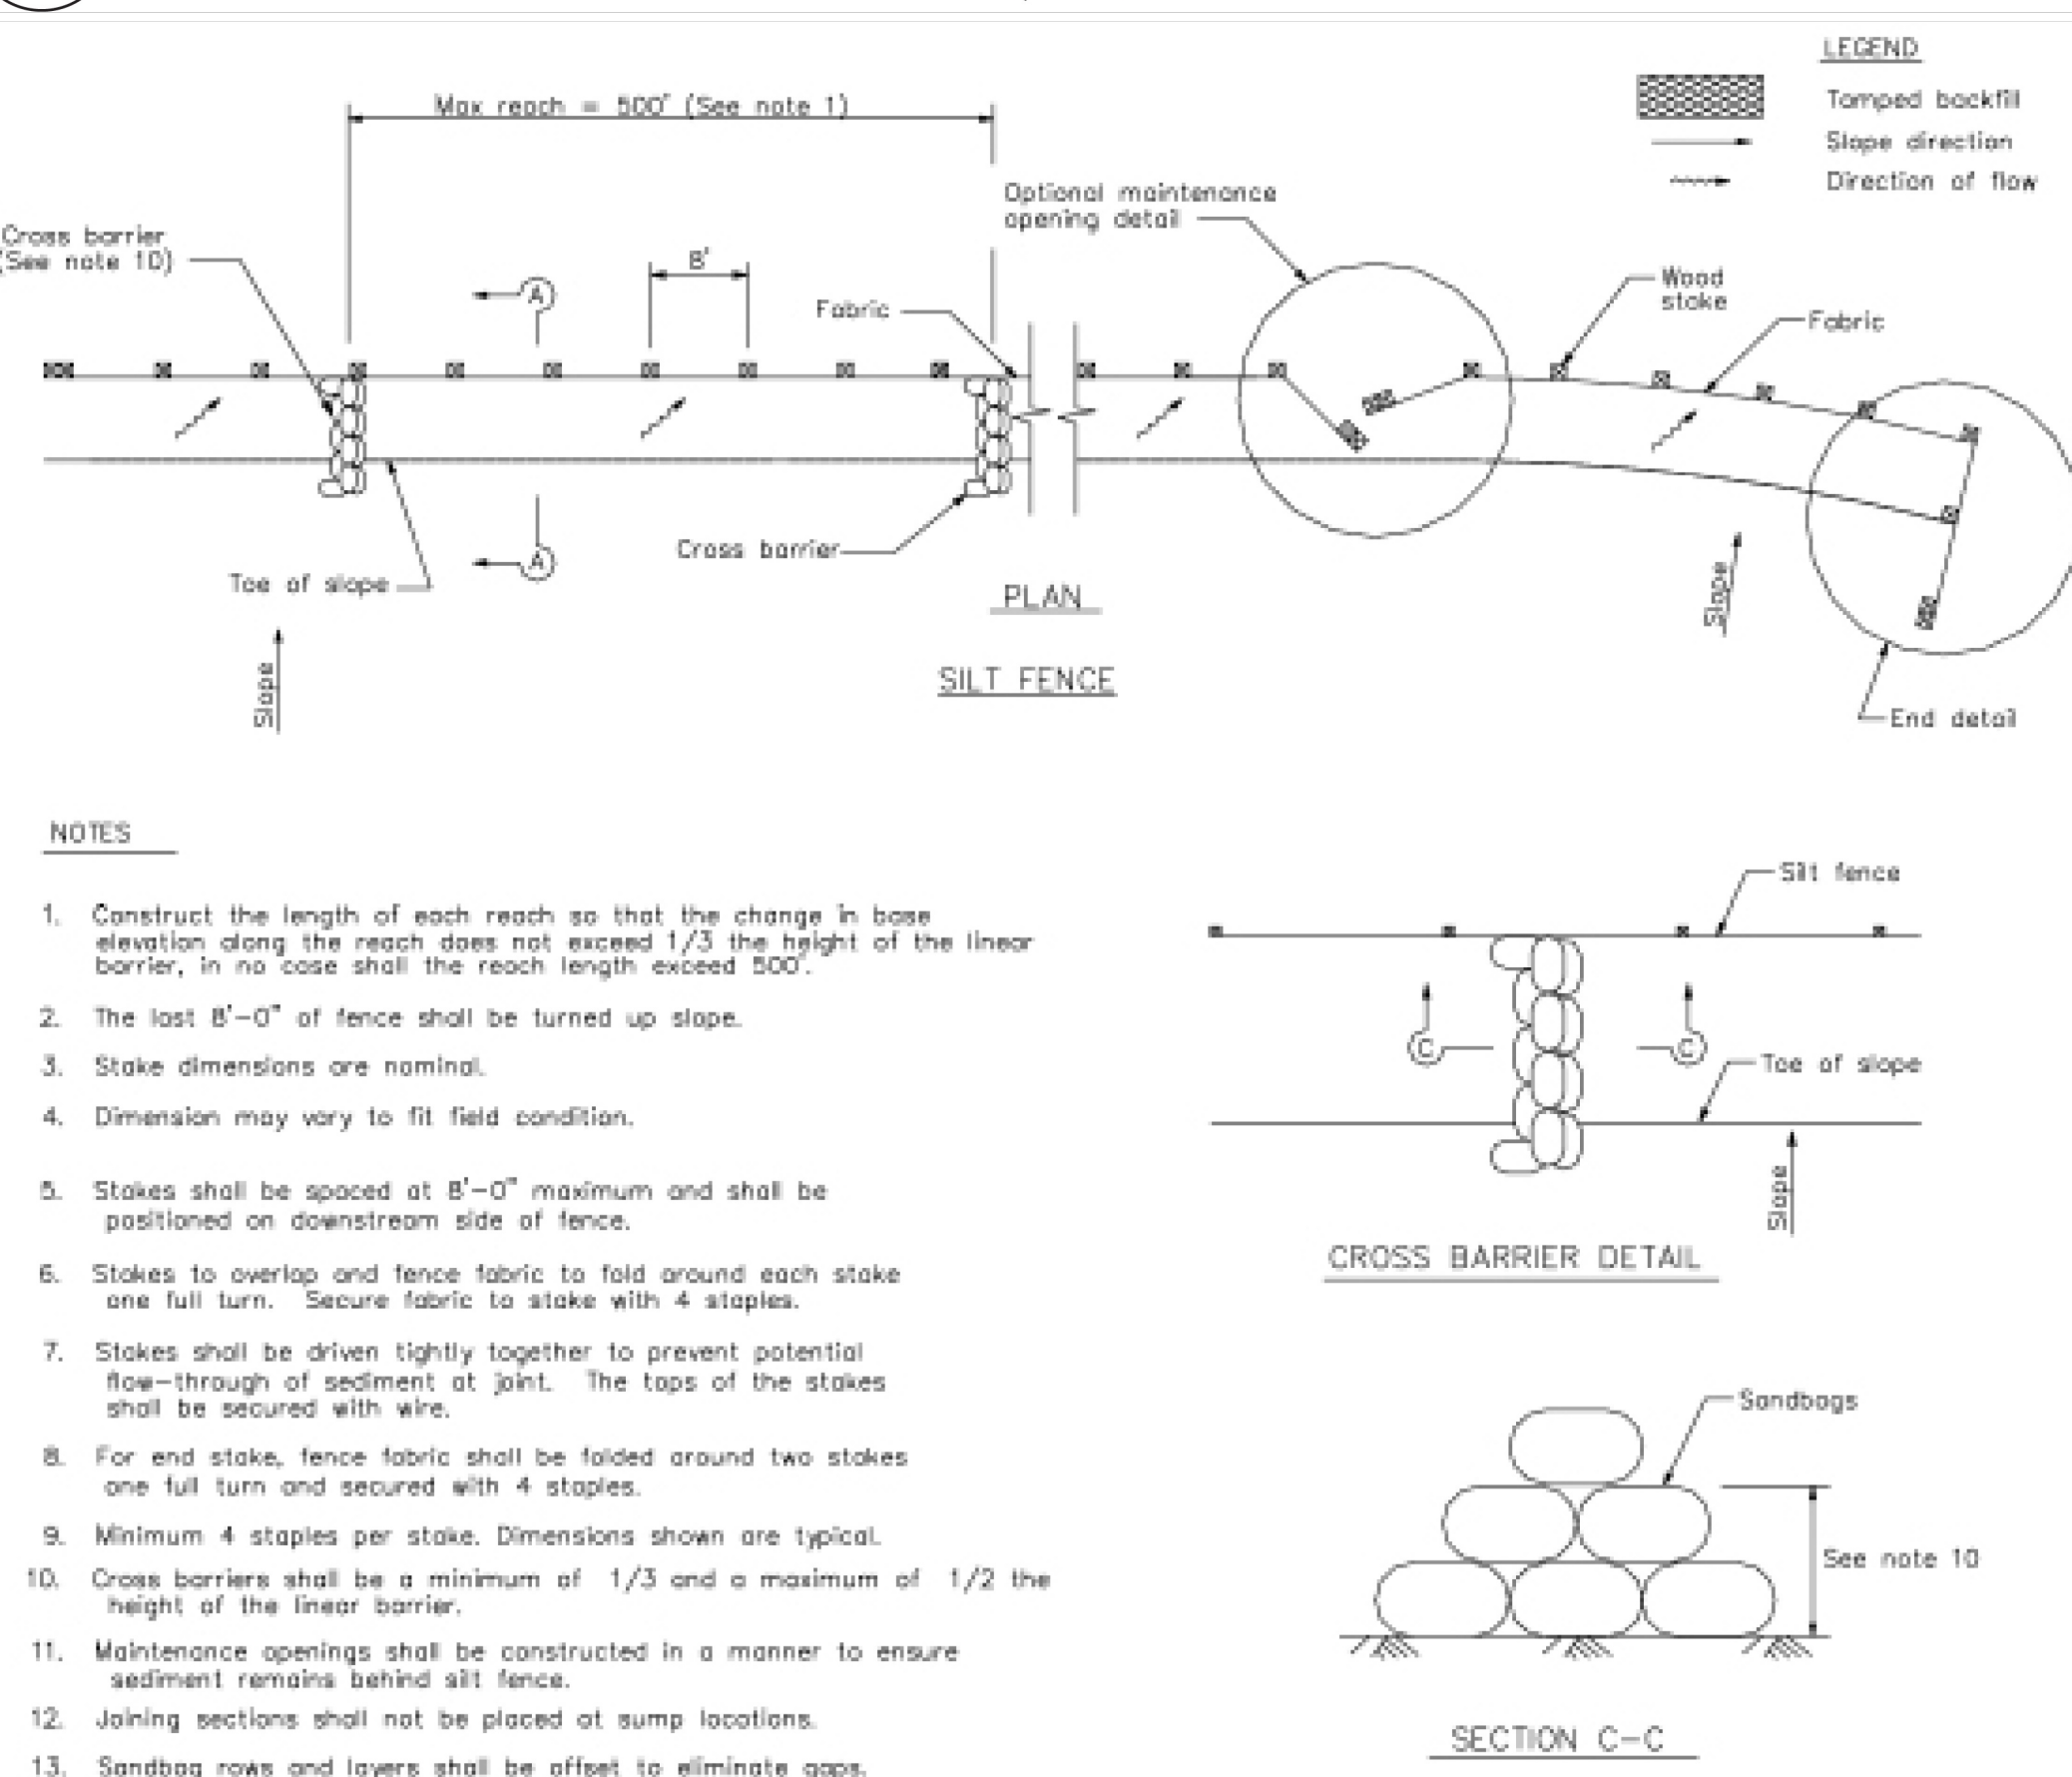 LEGEND
Tamped backfill
Slope direction
Direction of flow
Max reach = 500' (See note 1)
Optional maintenance
opening detail
Cross barrier
(See note 10)
8'
A
Fabric
Wood
stake
Fabric
Cross barrier
A
Toe of slope
PLAN
Slope
Slope
SILT FENCE
End detail
NOTES
1. Construct the length of each reach so that the change in base
elevation along the reach does not exceed 1/3 the height of the linear
barrier, in no case shall the reach length exceed 500'.
2. The last 8'-0" of fence shall be turned up slope.
3. Stake dimensions are nominal.
4. Dimension may vary to fit field condition.
5. Stakes shall be spaced at 8'-0" maximum and shall be
positioned on downstream side of fence.
6. Stakes to overlap and fence fabric to fold around each stake
one full turn. Secure fabric to stake with 4 staples.
7. Stakes shall be driven tightly together to prevent potential
flow-through of sediment at joint. The tops of the stakes
shall be secured with wire.
8. For end stake, fence fabric shall be folded around two stakes
one full turn and secured with 4 staples.
9. Minimum 4 staples per stake. Dimensions shown are typical.
10. Cross barriers shall be a minimum of 1/3 and a maximum of 1/2 the
height of the linear barrier.
11. Maintenance openings shall be constructed in a manner to ensure
sediment remains behind silt fence.
12. Joining sections shall not be placed at sump locations.
13. Sandbag rows and layers shall be offset to eliminate gaps.
Silt fence
C
C
Toe of slope
Slope
CROSS BARRIER DETAIL
Sandbags
See note 10
SECTION C-C